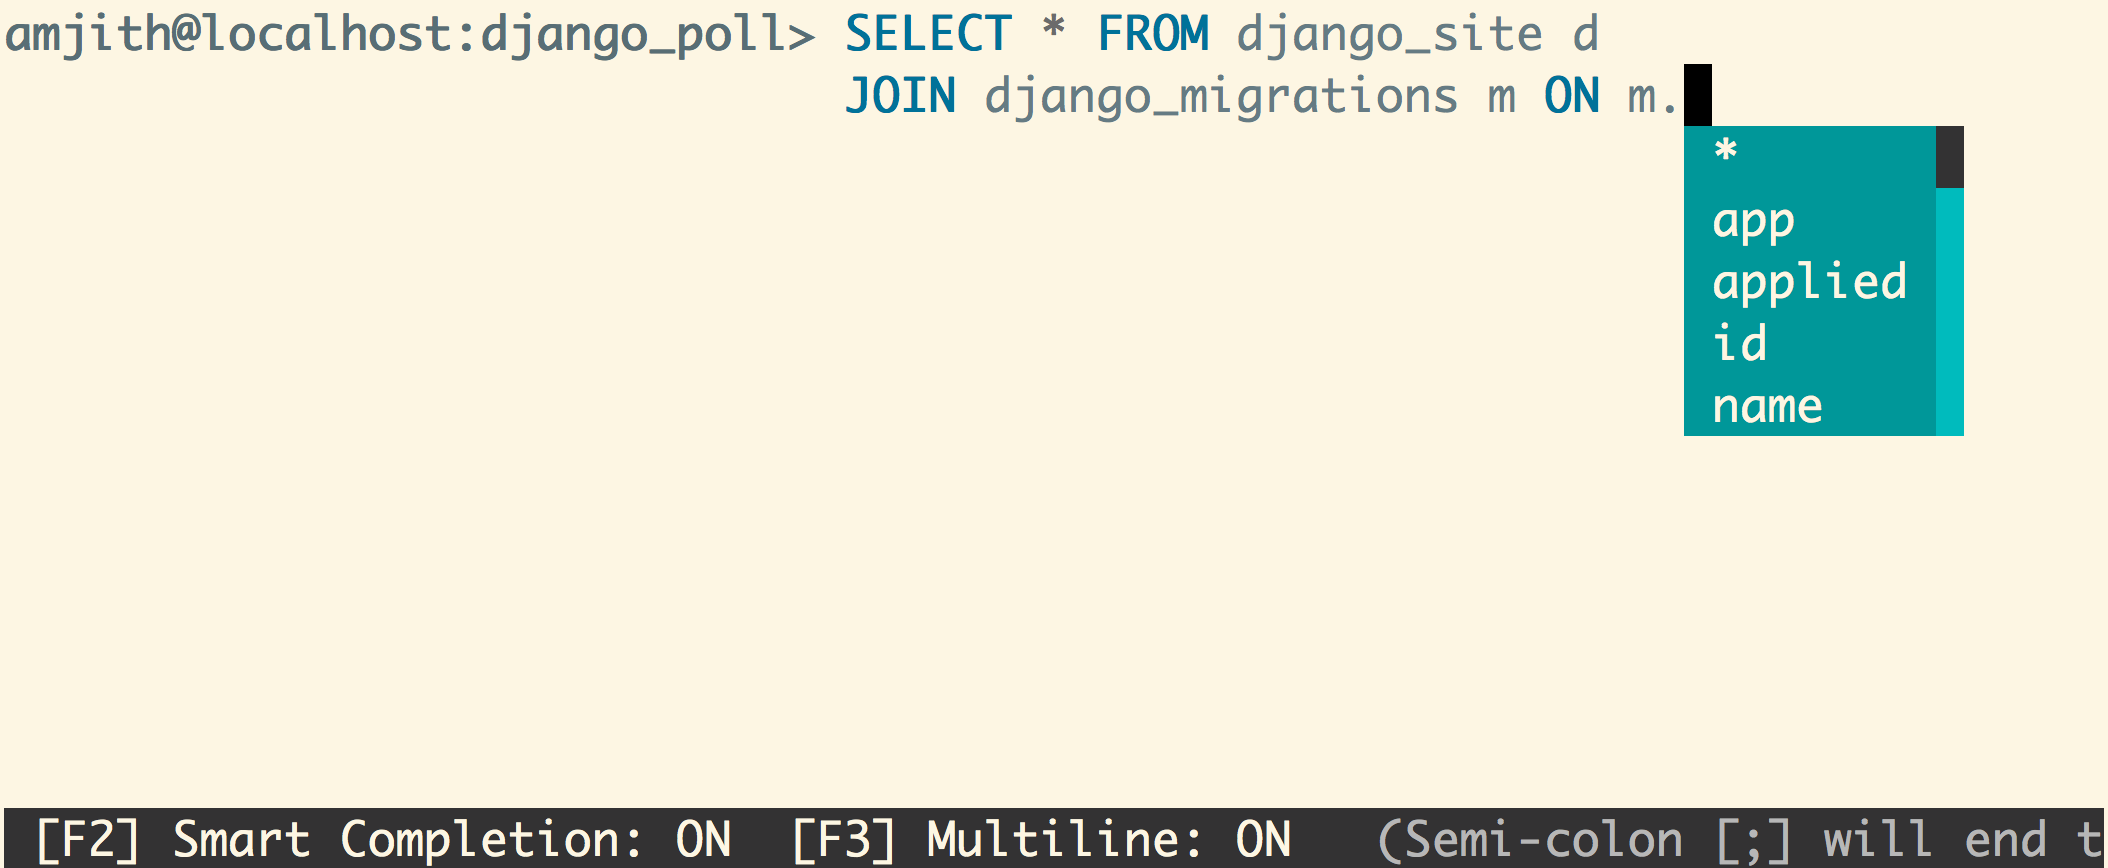 amjith@localhost:django_poll> SELECT * FROM django_site d
JOIN django_migrations m ON m.
*
app
applied
id
name
[F2] Smart Completion: ON [F3] Multiline: ON (Semi-colon [;] will end t